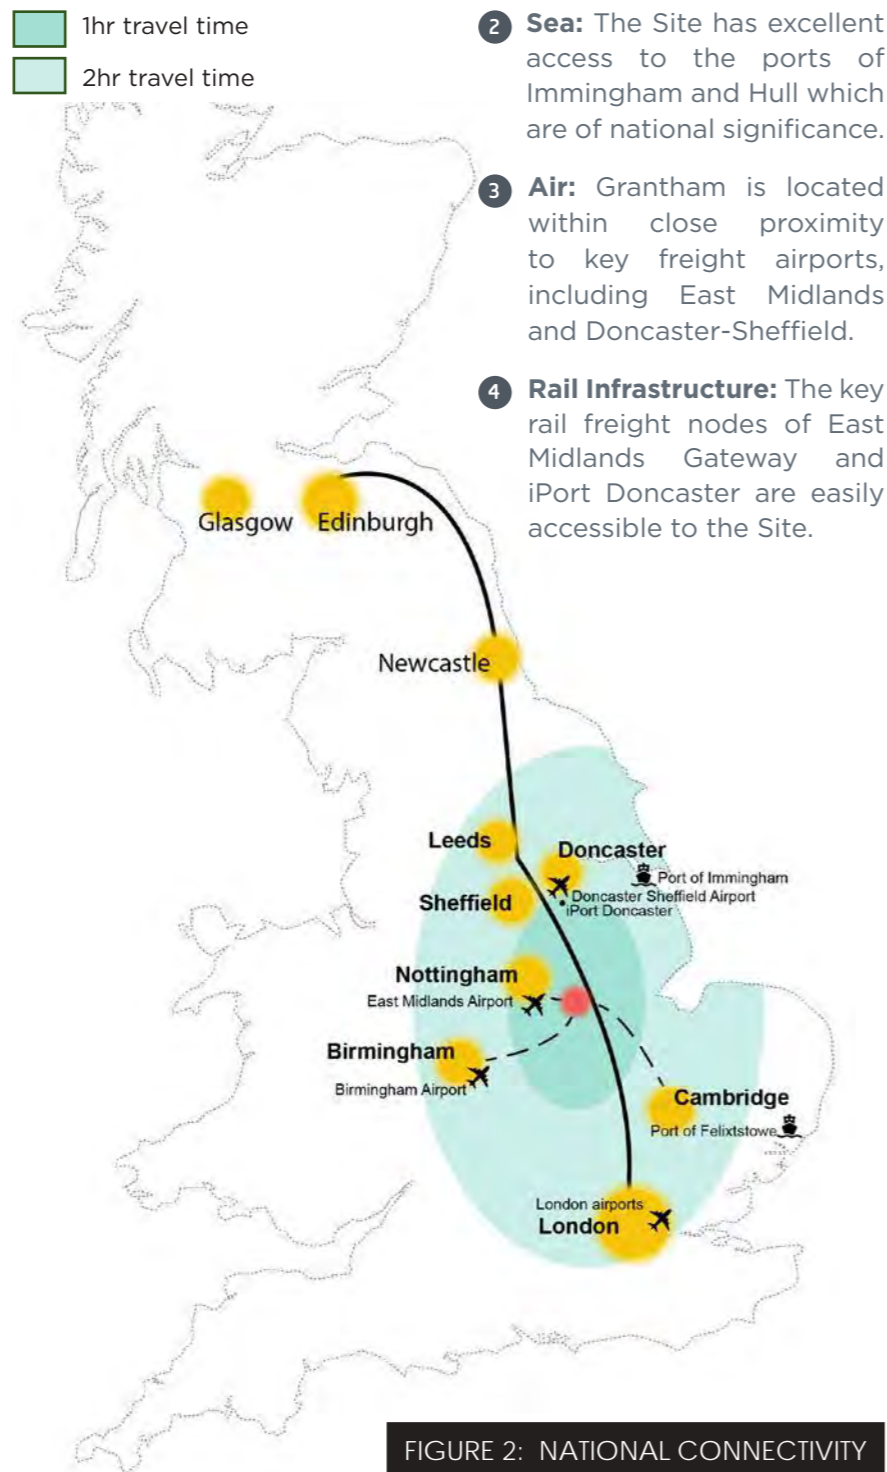 1hr travel time
2hr travel time
2 Sea: The Site has excellent
access to the ports of
Immingham and Hull which
are of national significance.
3 Air: Grantham is located
within close proximity
to key freight airports,
including East Midlands
and Doncaster-Sheffield.
4 Rail Infrastructure: The key
rail freight nodes of East
Midlands Gateway and
iPort Doncaster are easily
accessible to the Site.
Glasgow
Edinburgh
Newcastle
Leeds
Doncaster
Port of Immingham
Doncaster Sheffield Airport
iPort Doncaster
Sheffield
Nottingham
East Midlands Airport
Birmingham
Birmingham Airport
Cambridge
Port of Felixtstowe
London airports
London
FIGURE 2: NATIONAL CONNECTIVITY